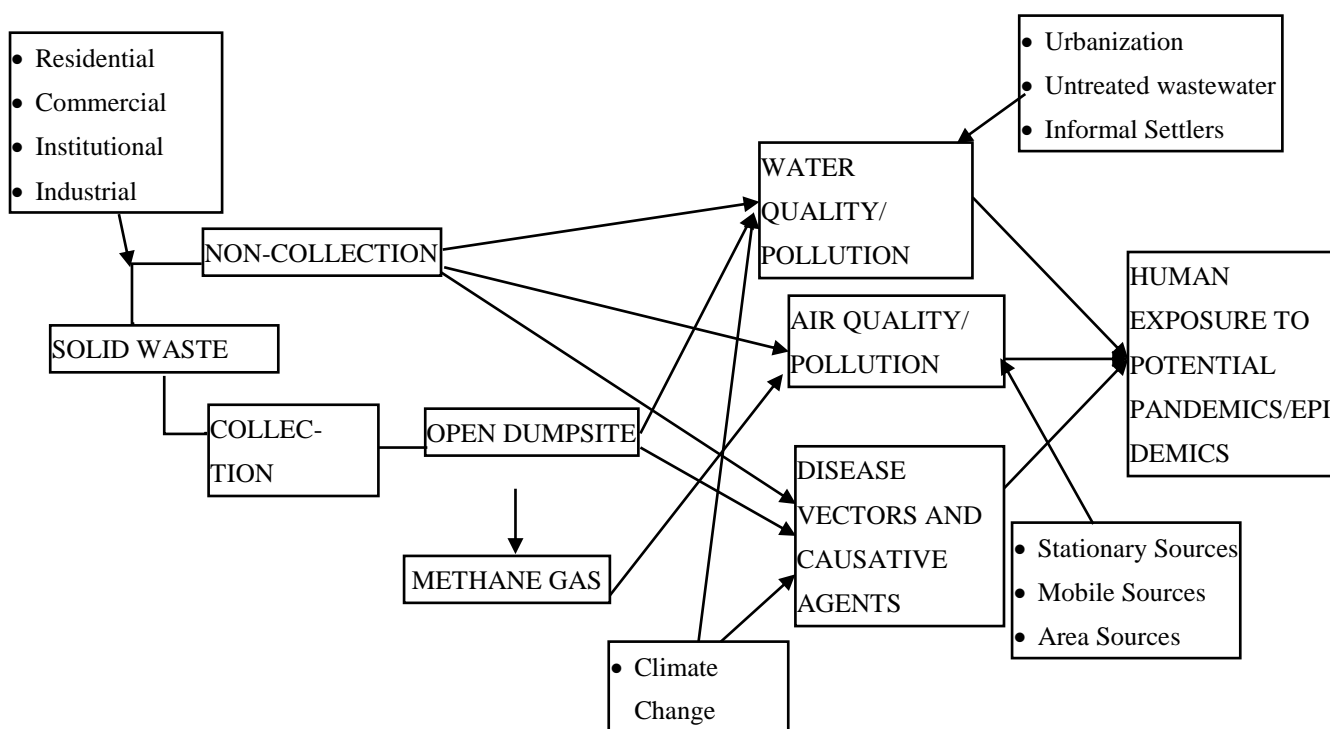 • Residential
• Commercial
• Institutional
• Industrial
• Urbanization
• Untreated wastewater
• Informal Settlers
WATER
QUALITY/
POLLUTION
NON-COLLECTION
HUMAN
EXPOSURE TO
POTENTIAL
PANDEMICS/EPI
DEMICS
AIR QUALITY/
POLLUTION
SOLID WASTE
COLLEC-
TION
OPEN DUMPSITE
DISEASE
VECTORS AND
CAUSATIVE
AGENTS
METHANE GAS
• Stationary Sources
• Mobile Sources
• Area Sources
• Climate
Change